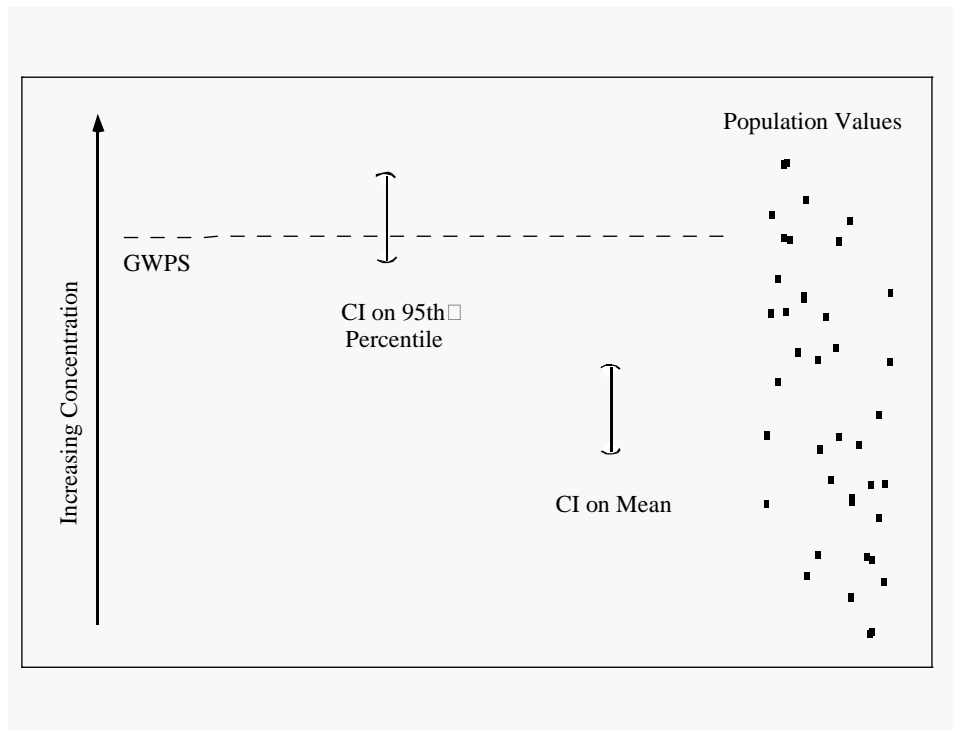 Population Values
GWPS
CI on 95th□
Percentile
Increasing Concentration
CI on Mean